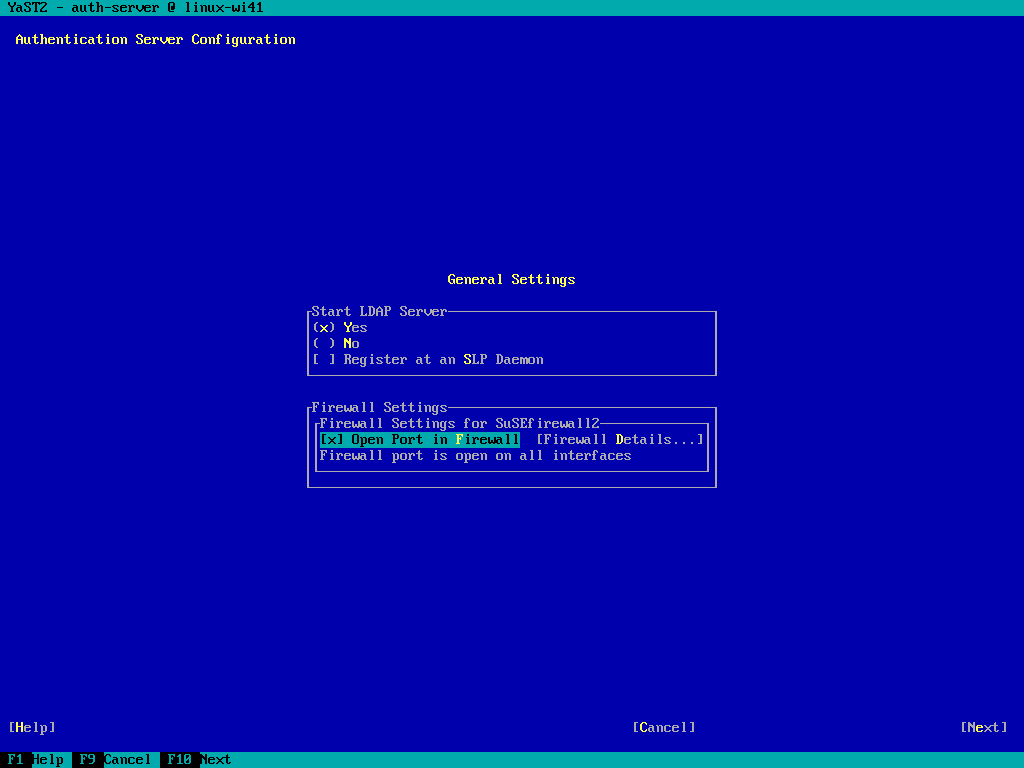 YaST2 - auth-server @ linux-wi41
Authentication Server Configuration
General Settings
Start LDAP Server
(x) Yes
( ) No
[ ] Register at an SLP Daemon
Firewall Settings
Firewall Settings for SuSEfirewall2
[x] Open Port in Firewall [Firewall Details...]
Firewall port is open on all interfaces
[Help] [Cancel] [Next]
F1 Help F9 Cancel F10 Next